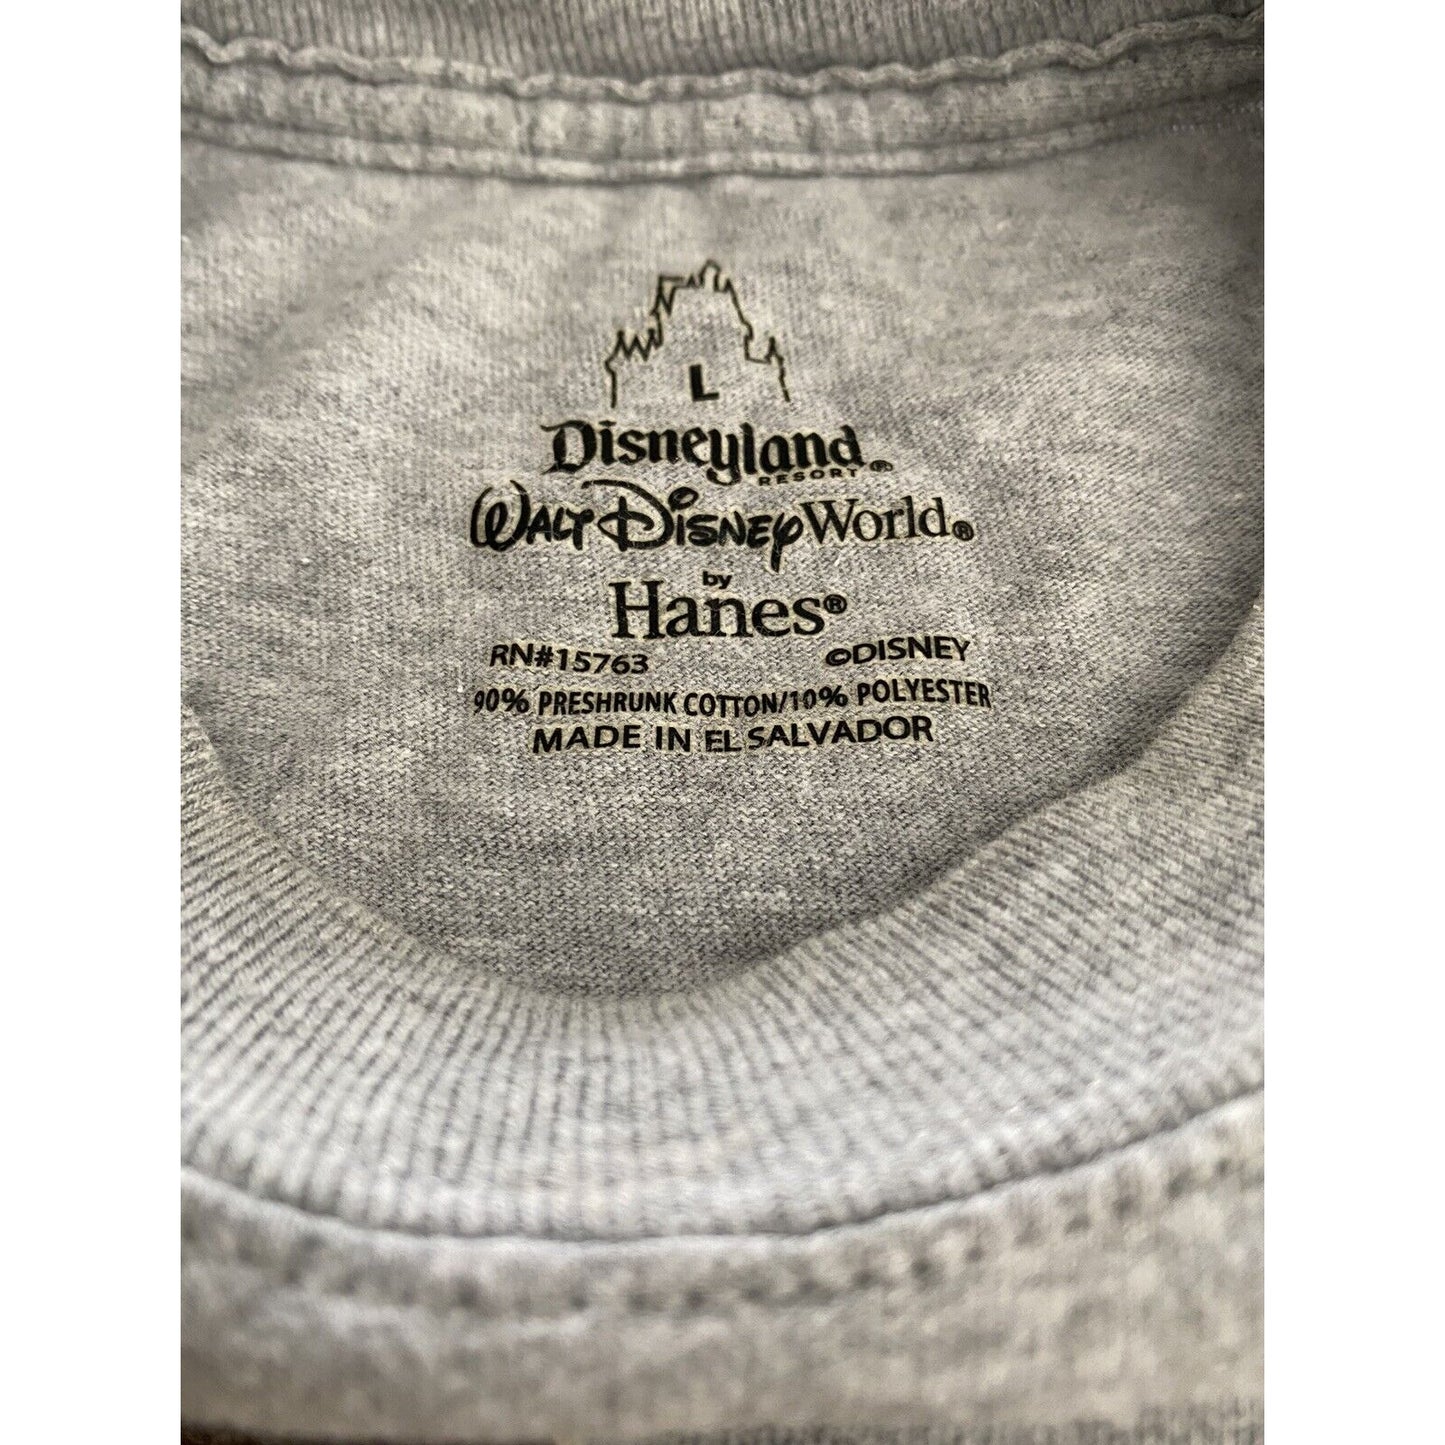 L
Disneyland®
RESORT
WALT DISNEY World®
by
Hanes®
RN#15763 ©DISNEY
90% PRESHRUNK COTTON/10% POLYESTER
MADE IN EL SALVADOR